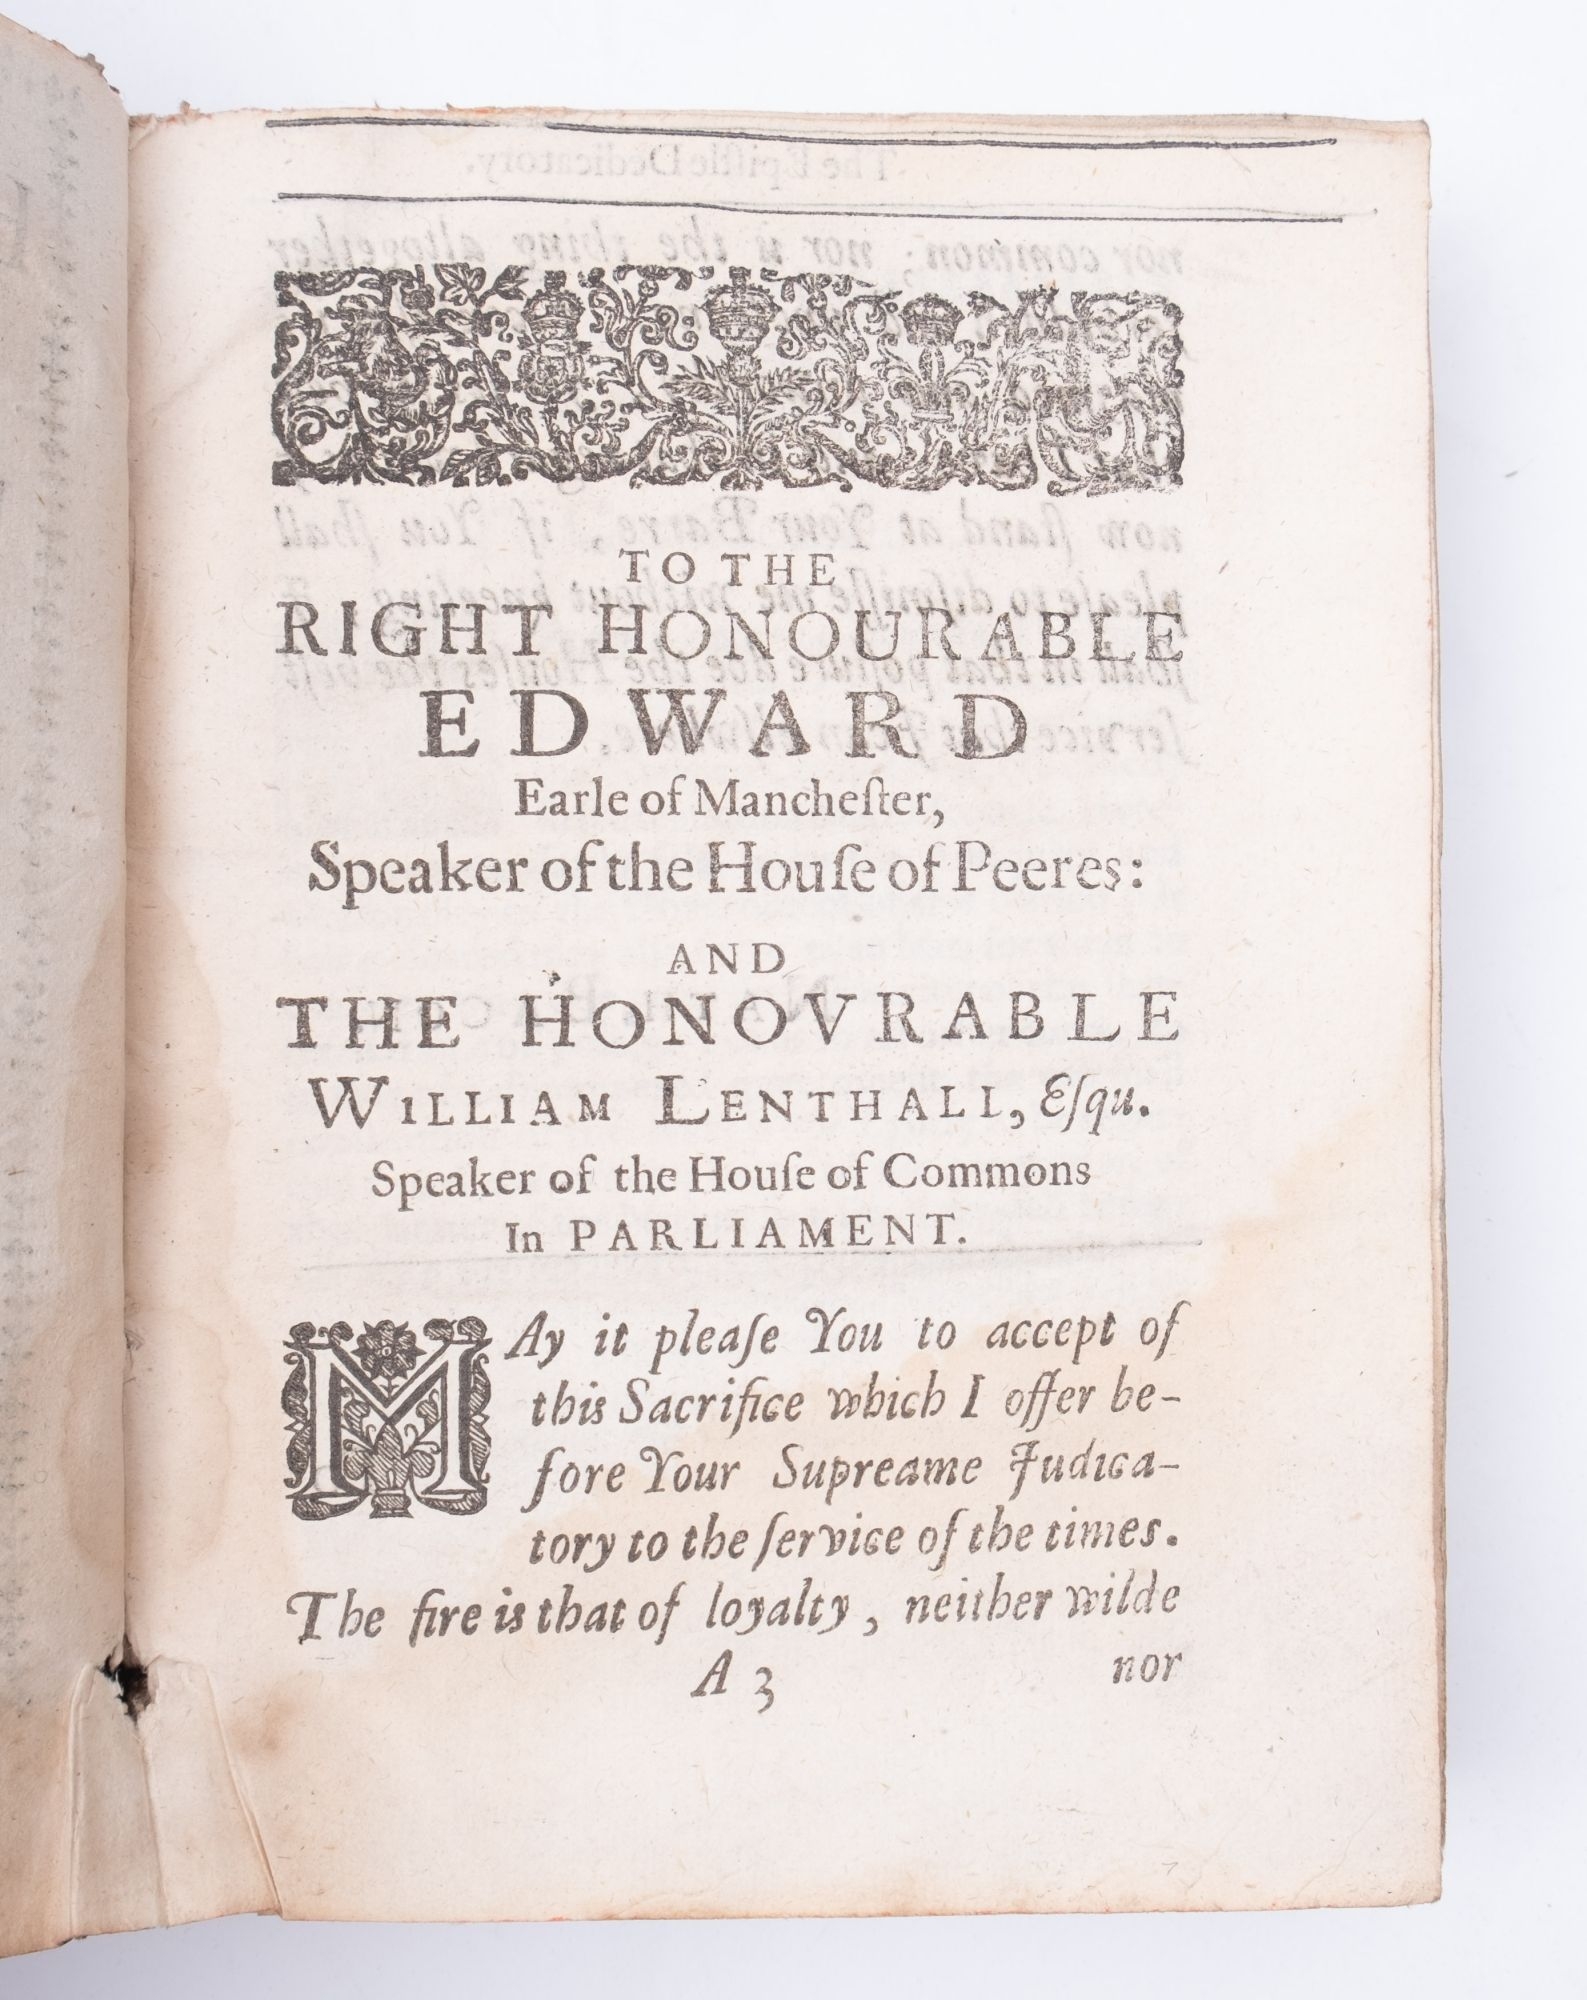 TO THE
RIGHT HONOURABLE
EDWARD
Earle of Mancheſter,
Speaker of the Houſe of Peeres:
AND
THE HONOVRABLE
WILLIAM LENTHALL, Eſqu.
Speaker of the Houſe of Commons
In PARLIAMENT.
MAy it pleaſe You to accept of
this Sacrifice which I offer be-
fore Your Supreame Judica-
tory to the ſervice of the times.
The fire is that of loyalty, neither wilde
A 3 nor